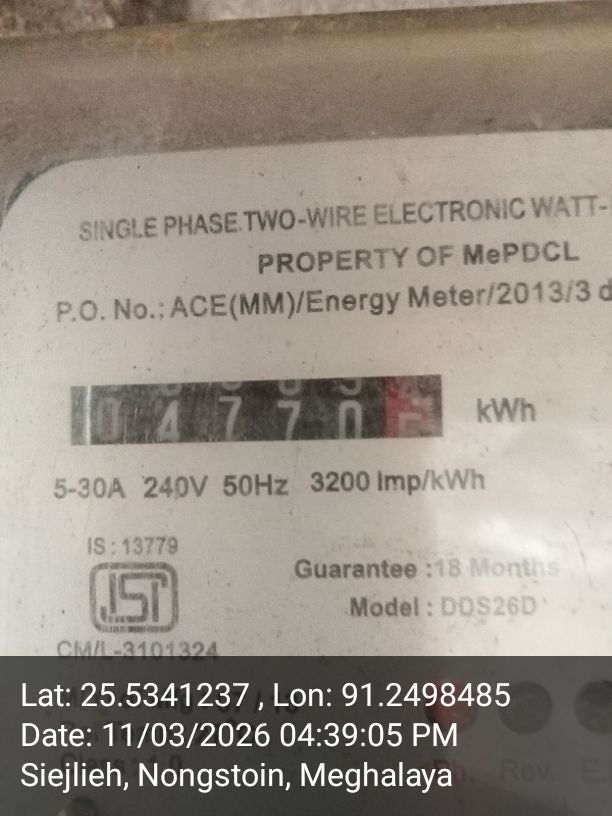 SINGLE PHASE TWO-WIRE ELECTRONIC WATT-
PROPERTY OF MePDCL
P.O. No.: ACE(MM)/Energy Meter/2013/3 d
04770
kWh
5-30A 240V 50Hz 3200 Imp/kWh
IS : 13779
ISI
Guarantee :18 Months
Model : DDS26D
CM/L-3101324
Lat: 25.5341237 , Lon: 91.2498485
Date: 11/03/2026 04:39:05 PM
Siejlieh, Nongstoin, Meghalaya
Ph. Rev. E.